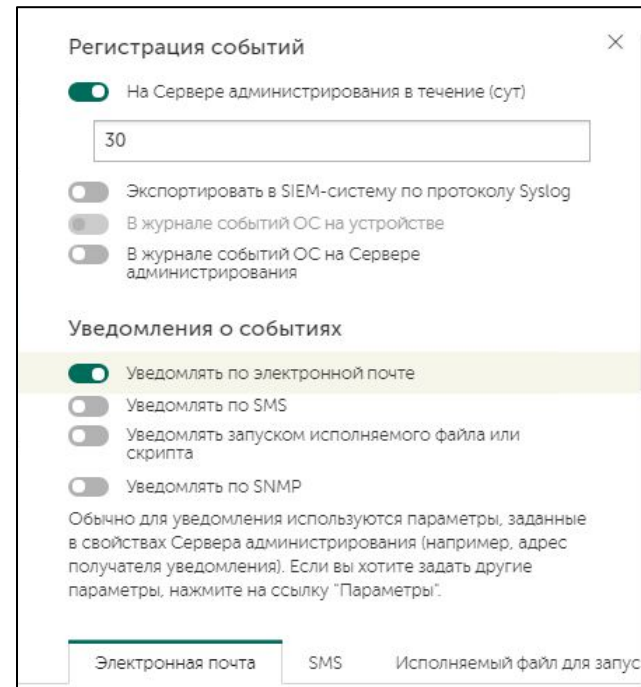 Регистрация событий
На Сервере администрирования в течение (сут)
30
Экспортировать в SIEM-систему по протоколу Syslog
В журнале событий ОС на устройстве
В журнале событий ОС на Сервере
администрирования
Уведомления о событиях
Уведомлять по электронной почте
Уведомлять по SMS
Уведомлять запуском исполняемого файла или
скрипта
Уведомлять по SNMP
Обычно для уведомления используются параметры, заданные
в свойствах Сервера администрирования (например, адрес
получателя уведомления). Если вы хотите задать другие
параметры, нажмите на ссылку "Параметры".
Электронная почта SMS Исполняемый файл для запус